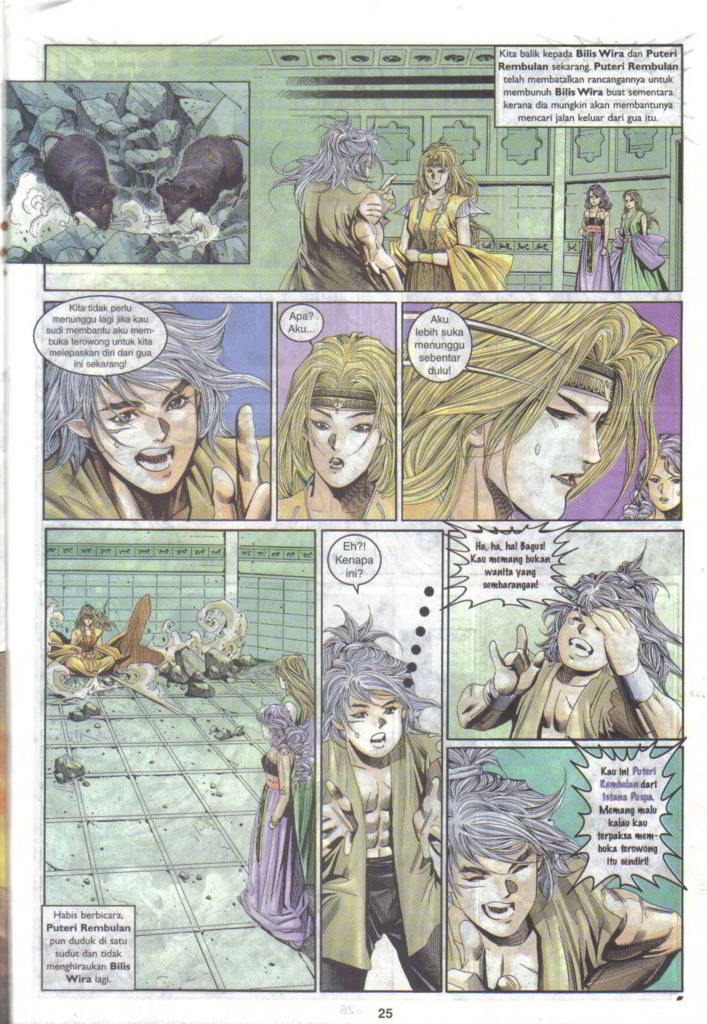 Kita balik kepada Bilis Wira dan Puteri
Rembulan sekarang. Puteri Rembulan
telah membatalkan rancangannya untuk
membunuh Bilis Wira buat sementara
kerana dia mungkin akan membantunya
mencari jalan keluar dari gua itu.
Kita tidak perlu
menunggu lagi jika kau
sudi membantu aku mem-
buka terowong untuk kita
melepaskan diri dari gua
ini sekarang!
Apa?
Aku...
Aku
lebih suka
menunggu
sebentar
dulu!
Habis berbicara,
Puteri Rembulan
pun duduk di satu
sudut dan tidak
menghiraukan Bilis
Wira lagi.
Eh?!
Kenapa
ini?
Ha, ha, ha! Bagus!
Kau memang bukan
wanita yang
sembarangan!
Kau ini Puteri
Rembulan dari
Istana Puspa.
Memang malu
kalau kau
terpaksa mem-
buka terowong
itu sendiri!
25